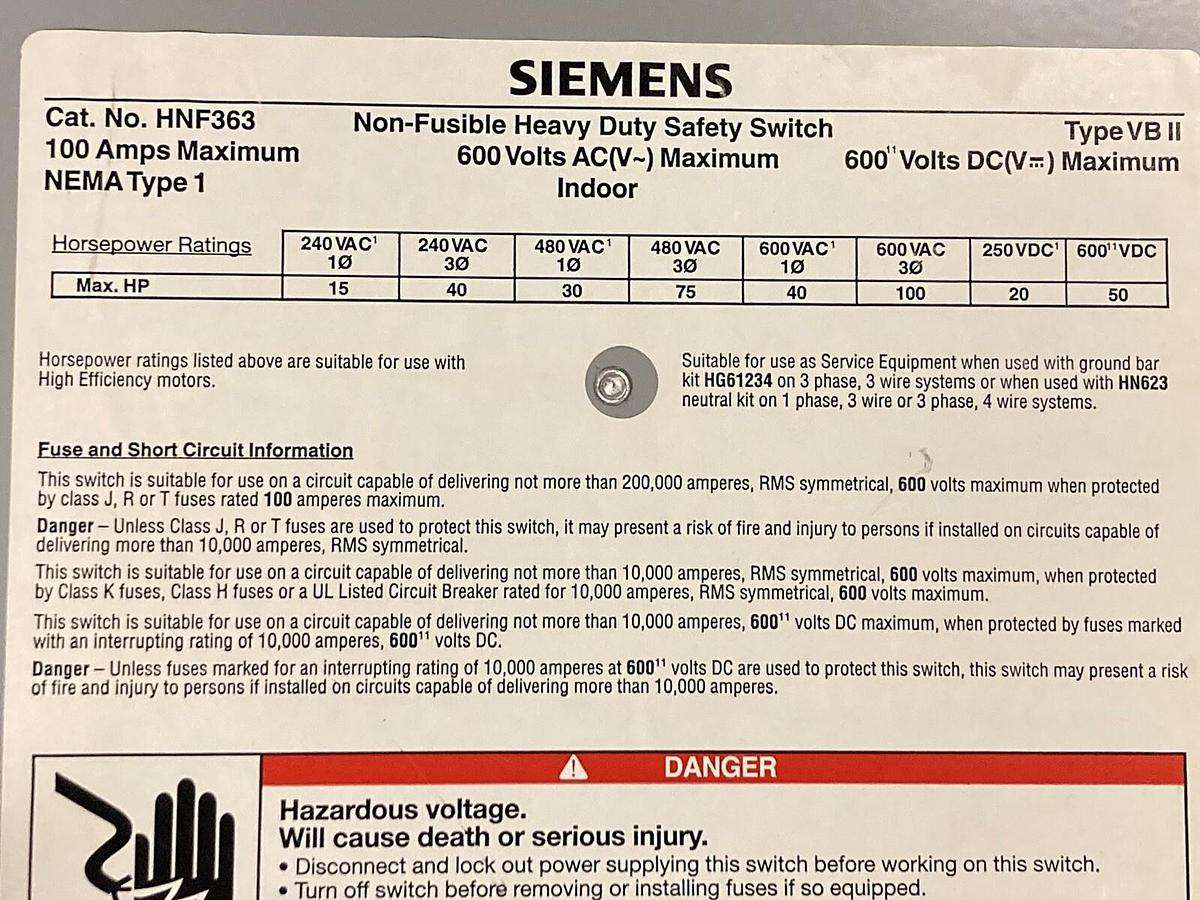 SIEMENS
Cat. No. HNF363
100 Amps Maximum
NEMA Type 1
Non-Fusible Heavy Duty Safety Switch
600 Volts AC(V~) Maximum
Indoor
Type VB II
600¹¹ Volts DC(V⎓) Maximum
Horsepower Ratings 240 VAC¹ 240 VAC 480 VAC¹ 480 VAC 600 VAC¹ 600 VAC 250 VDC¹ 600¹¹ VDC
1Ø 3Ø 1Ø 3Ø 1Ø 3Ø
Max. HP 15 40 30 75 40 100 20 50
Horsepower ratings listed above are suitable for use with
High Efficiency motors.
Suitable for use as Service Equipment when used with ground bar
kit HG61234 on 3 phase, 3 wire systems or when used with HN623
neutral kit on 1 phase, 3 wire or 3 phase, 4 wire systems.
Fuse and Short Circuit Information
This switch is suitable for use on a circuit capable of delivering not more than 200,000 amperes, RMS symmetrical, 600 volts maximum when protected
by class J, R or T fuses rated 100 amperes maximum.
Danger – Unless Class J, R or T fuses are used to protect this switch, it may present a risk of fire and injury to persons if installed on circuits capable of
delivering more than 10,000 amperes, RMS symmetrical.
This switch is suitable for use on a circuit capable of delivering not more than 10,000 amperes, RMS symmetrical, 600 volts maximum, when protected
by Class K fuses, Class H fuses or a UL Listed Circuit Breaker rated for 10,000 amperes, RMS symmetrical, 600 volts maximum.
This switch is suitable for use on a circuit capable of delivering not more than 10,000 amperes, 600¹¹ volts DC maximum, when protected by fuses marked
with an interrupting rating of 10,000 amperes, 600¹¹ volts DC.
Danger – Unless fuses marked for an interrupting rating of 10,000 amperes at 600¹¹ volts DC are used to protect this switch, this switch may present a risk
of fire and injury to persons if installed on circuits capable of delivering more than 10,000 amperes.
DANGER
Hazardous voltage.
Will cause death or serious injury.
• Disconnect and lock out power supplying this switch before working on this switch.
• Turn off switch before removing or installing fuses if so equipped.